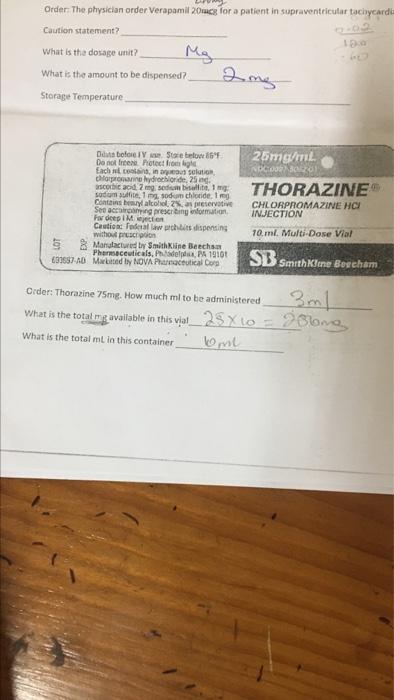 Order: The physician order Verapamil 20mcg for a patient in supraventricular tachycardi
Caution statement?
What is the dosage unit? Mg
What is the amount to be dispensed? 2mg
Storage Temperature
Dilute before IV use. Store below 86°F
Do not freeze. Protect from light.
Each mL contains, in aqueous solution,
chlorpromazine hydrochloride, 25 mg,
ascorbic acid, 2 mg, sodium bisulfite, 1 mg,
sodium sulfite, 1 mg, sodium chloride, 1 mg.
Contains benzyl alcohol, 2%, as preservative
See accompanying prescribing information.
For deep I.M. injection
Caution: Federal law prohibits dispensing
without prescription
Manufactured by SmithKline Beecham
Pharmaceuticals, Philadelphia, PA 19101
693657-AD Marketed by NOVA Pharmaceutical Corp
LOT
EXP.
25mg/mL
THORAZINE®
CHLORPROMAZINE HCl
INJECTION
10 mL Multi-Dose Vial
SB SmithKline Beecham
Order: Thorazine 75mg. How much ml to be administered 3ml
What is the total mg available in this vial 25 x 10 = 250mg
What is the total mL in this container 10ml